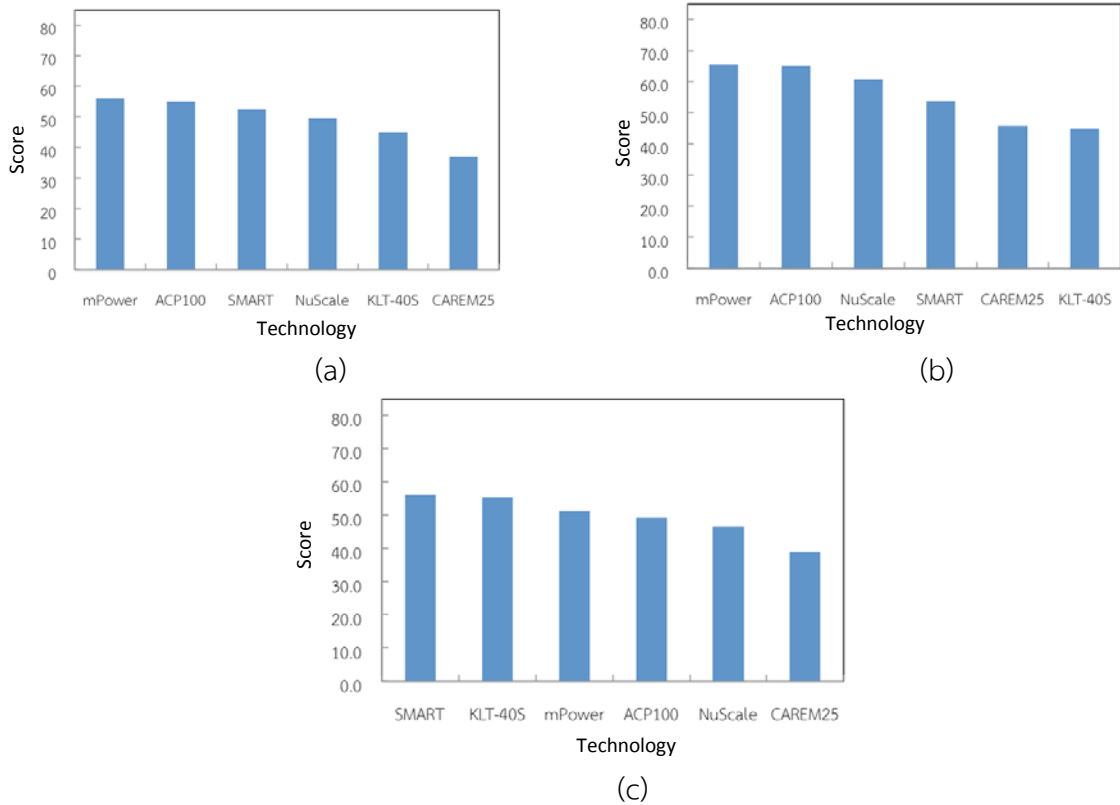 80
70
60
50
40
30
20
10
0
Score
mPower ACP100 SMART NuScale KLT-40S CAREM25
Technology
(a)
80.0
70.0
60.0
50.0
40.0
30.0
20.0
10.0
0.0
Score
mPower ACP100 NuScale SMART CAREM25 KLT-40S
Technology
(b)
80.0
70.0
60.0
50.0
40.0
30.0
20.0
10.0
0.0
Score
SMART KLT-40S mPower ACP100 NuScale CAREM25
Technology
(c)